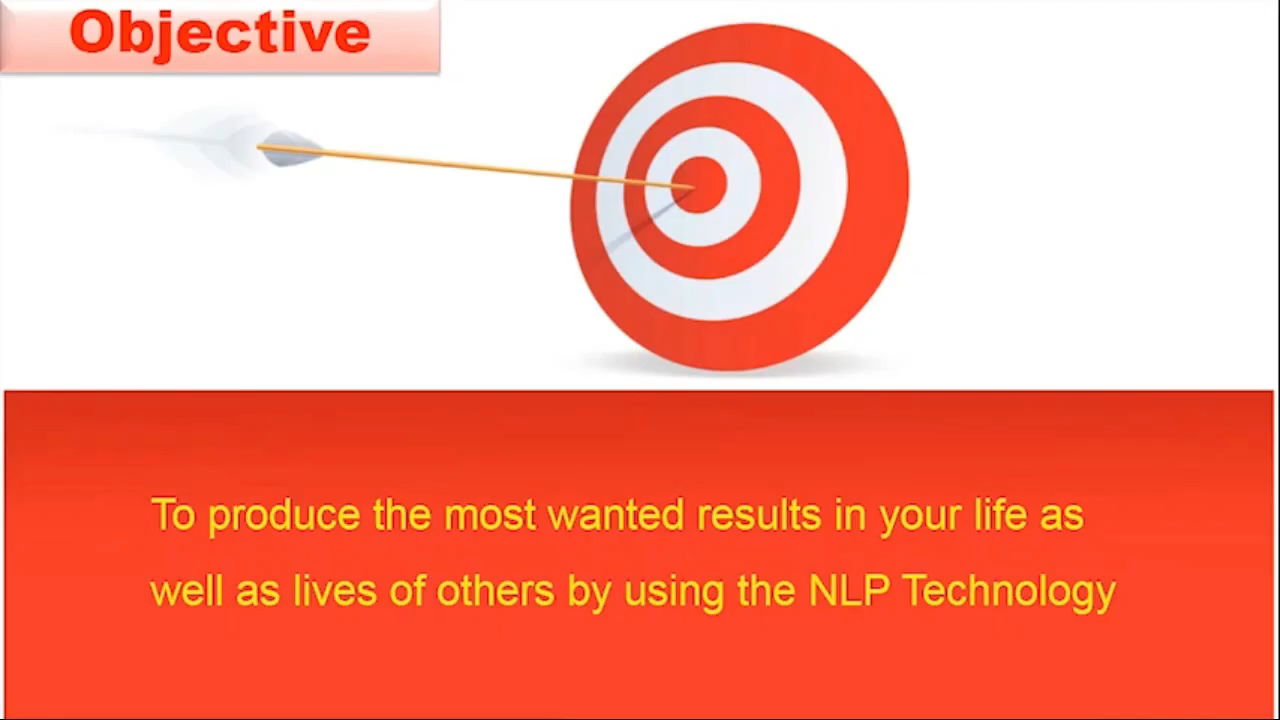 Objective
To produce the most wanted results in your life as
well as lives of others by using the NLP Technology